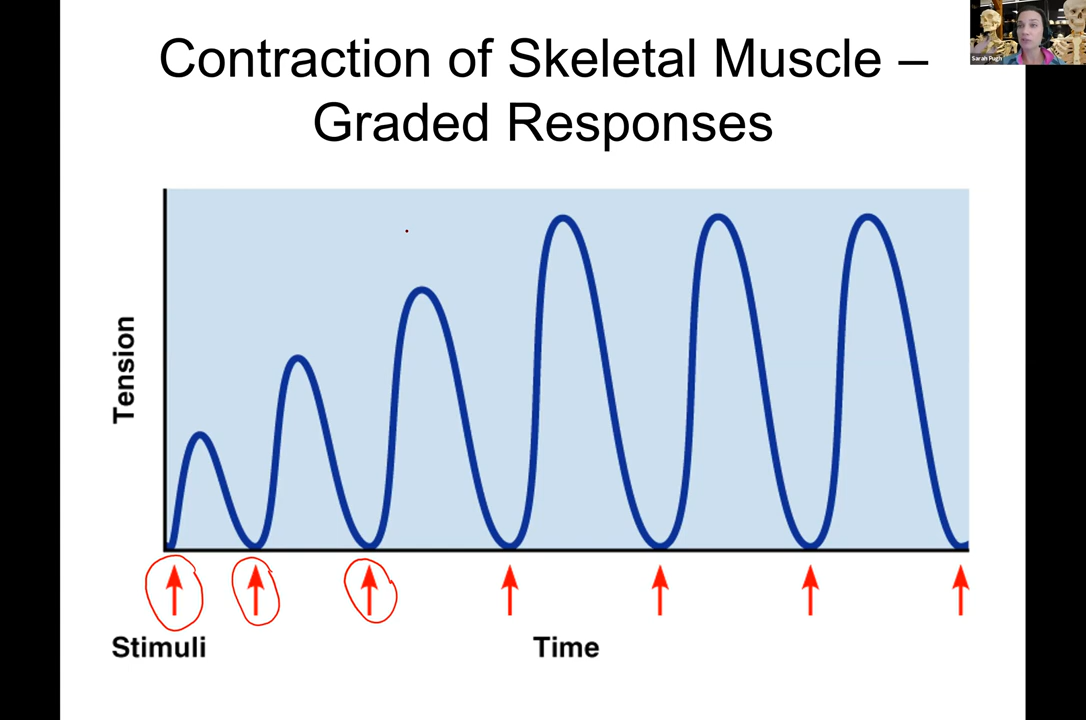 Contraction of Skeletal Muscle –
Graded Responses
Sarah Pugh
Tension
Stimuli
Time